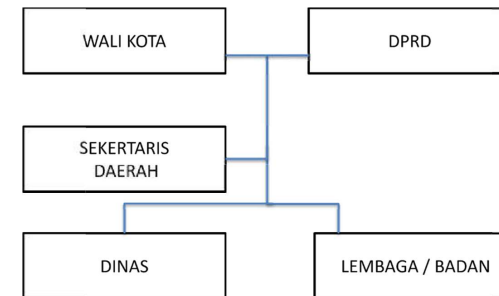 WALI KOTA
DPRD
SEKERTARIS
DAERAH
DINAS
LEMBAGA / BADAN